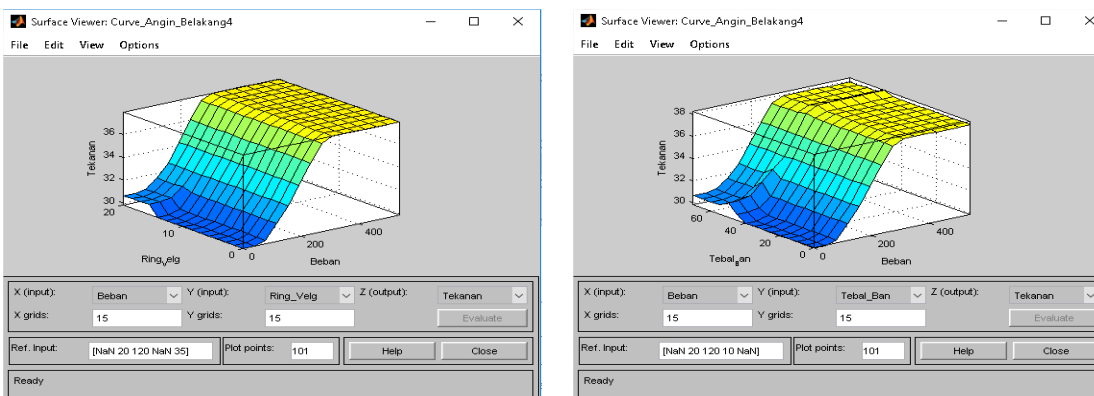 Surface Viewer: Curve_Angin_Belakang4
File Edit View Options
36
34
32
30
20
10
0
0
200
400
Tekanan
Ring_velg
Beban
X (input): Beban Y (input): Ring_Velg Z (output): Tekanan
X grids: 15 Y grids: 15 Evaluate
Ref. Input: [NaN 20 120 NaN 35] Plot points: 101 Help Close
Ready
Surface Viewer: Curve_Angin_Belakang4
File Edit View Options
38
36
34
32
30
60
40
20
0
0
200
400
Tekanan
Tebal_Ban
Beban
X (input): Beban Y (input): Tebal_Ban Z (output): Tekanan
X grids: 15 Y grids: 15 Evaluate
Ref. Input: [NaN 20 120 10 NaN] Plot points: 101 Help Close
Ready